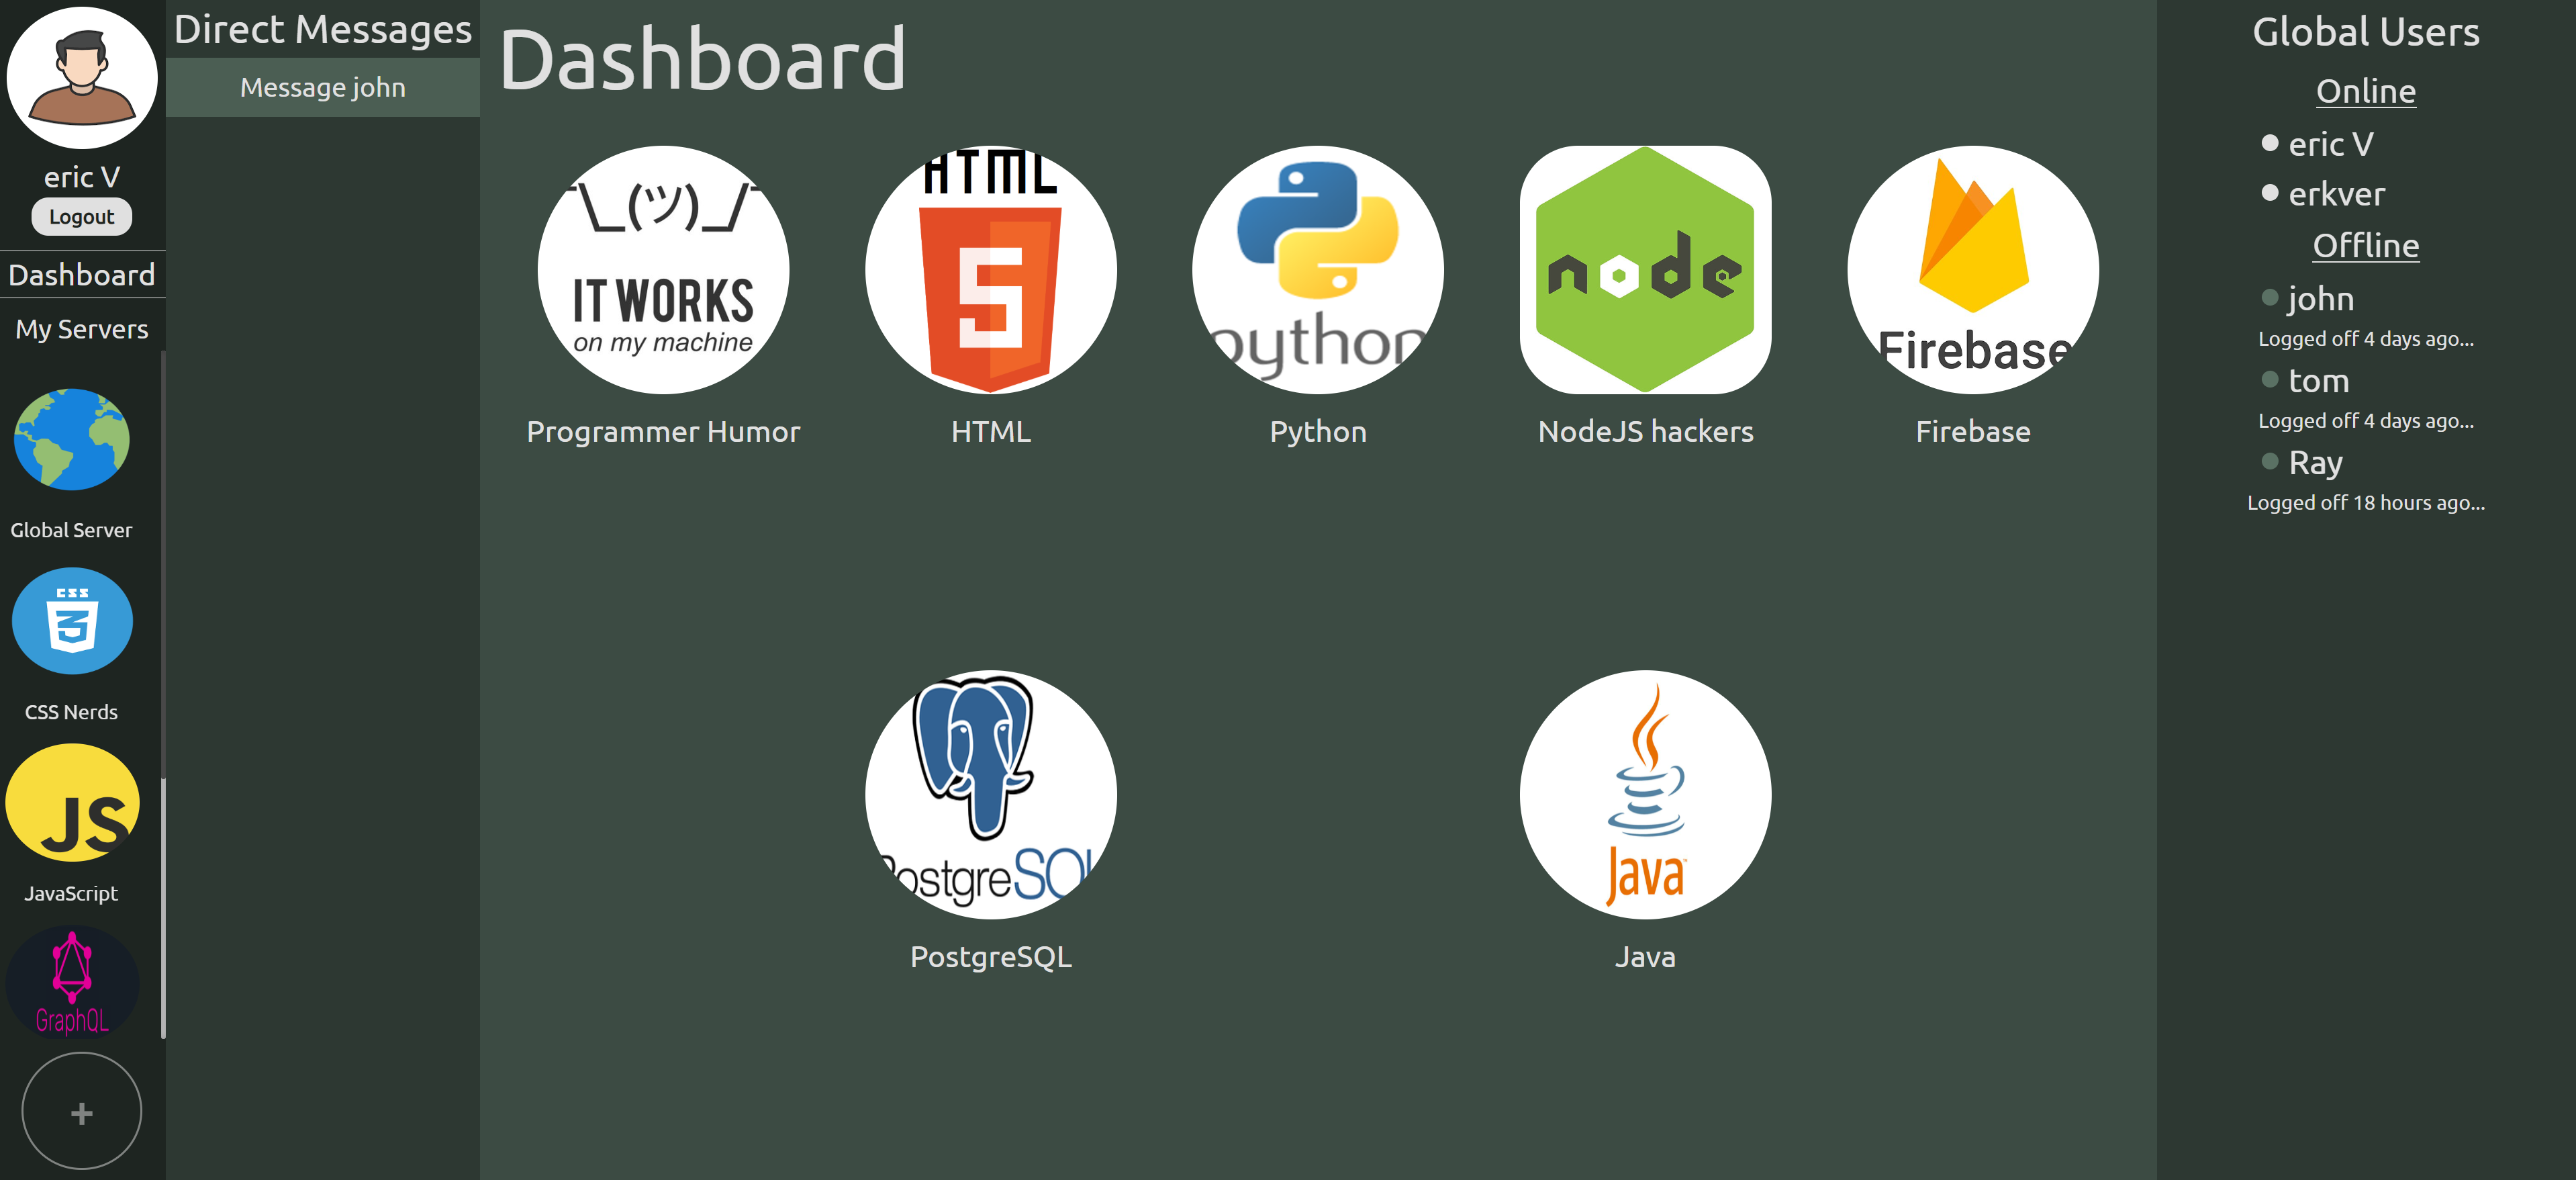 eric V
Logout
Dashboard
My Servers
Global Server
CSS
CSS Nerds
JS
JavaScript
GraphQL
+
Direct Messages
Message john
Dashboard
¯\_(ツ)_/¯
IT WORKS
on my machine
Programmer Humor
HTML
5
HTML
python
Python
node
NodeJS hackers
Firebase
Firebase
PostgreSQL
PostgreSQL
Java
Java
Global Users
Online
eric V
erkver
Offline
john
Logged off 4 days ago...
tom
Logged off 4 days ago...
Ray
Logged off 18 hours ago...